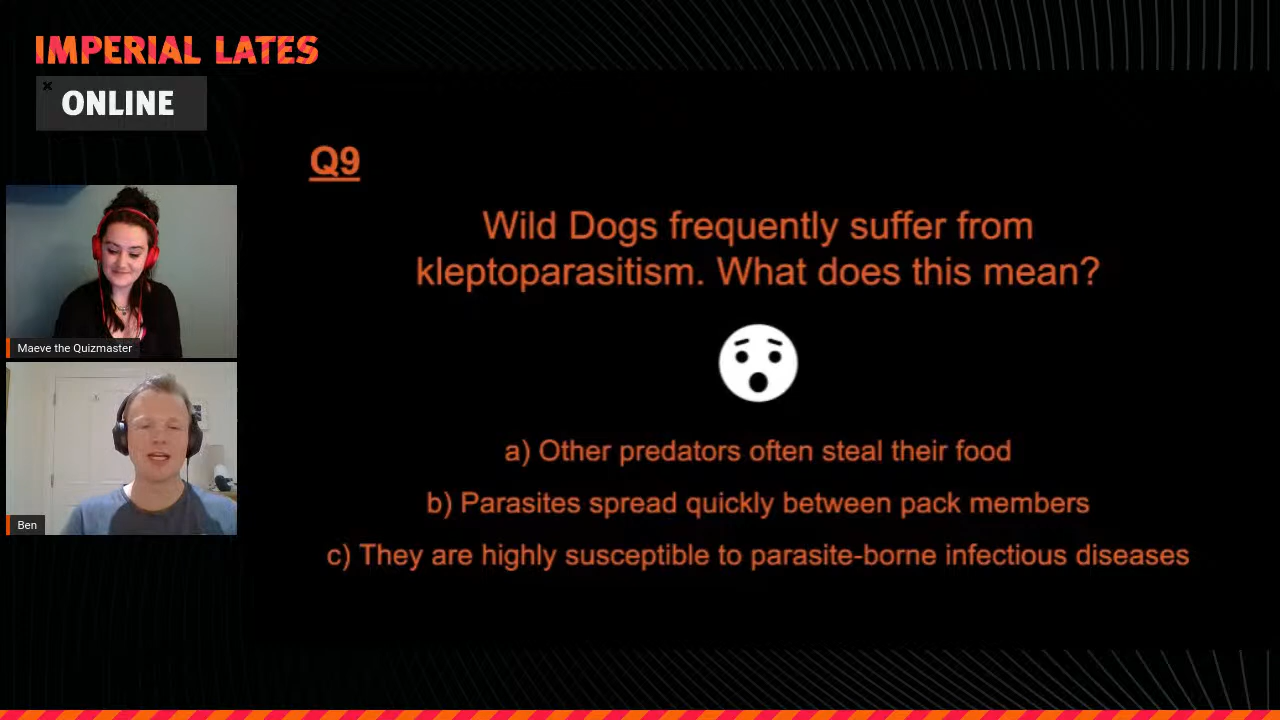 IMPERIAL LATES
ONLINE
Q9
Wild Dogs frequently suffer from
kleptoparasitism. What does this mean?
a) Other predators often steal their food
b) Parasites spread quickly between pack members
c) They are highly susceptible to parasite-borne infectious diseases
Maeve the Quizmaster
Ben